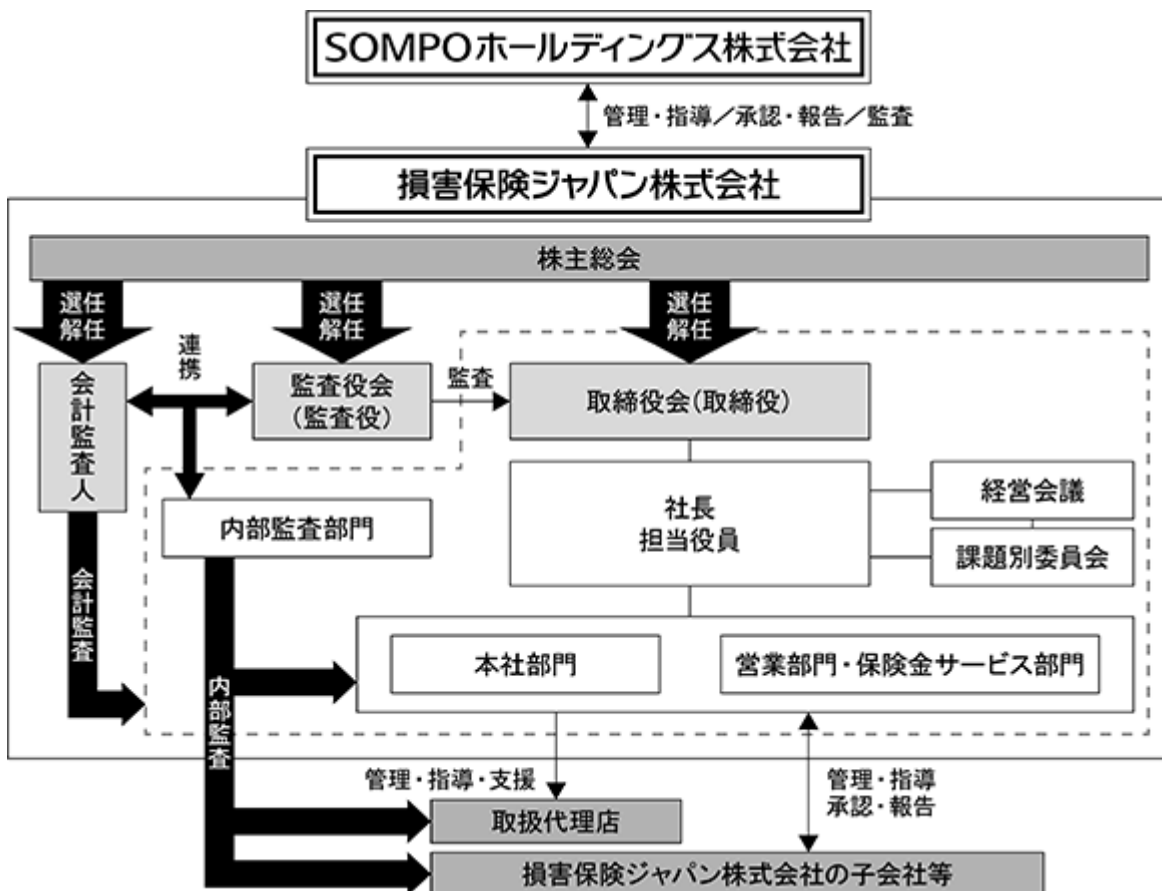 SOMPOホールディングス株式会社
管理・指導／承認・報告／監査
損害保険ジャパン株式会社
株主総会
選任
解任
選任
解任
選任
解任
連携
会計監査人
監査役会
（監査役）
監査
取締役会（取締役）
内部監査部門
社長
担当役員
経営会議
課題別委員会
会計監査
内部監査
本社部門
営業部門・保険金サービス部門
管理・指導・支援
管理・指導
承認・報告
取扱代理店
損害保険ジャパン株式会社の子会社等